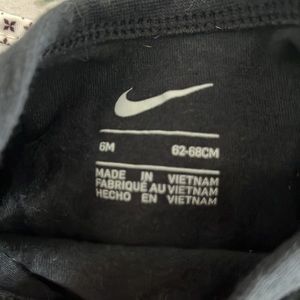 6M 62-68CM
MADE IN VIETNAM
FABRIQUÉ AU VIETNAM
HECHO EN VIETNAM